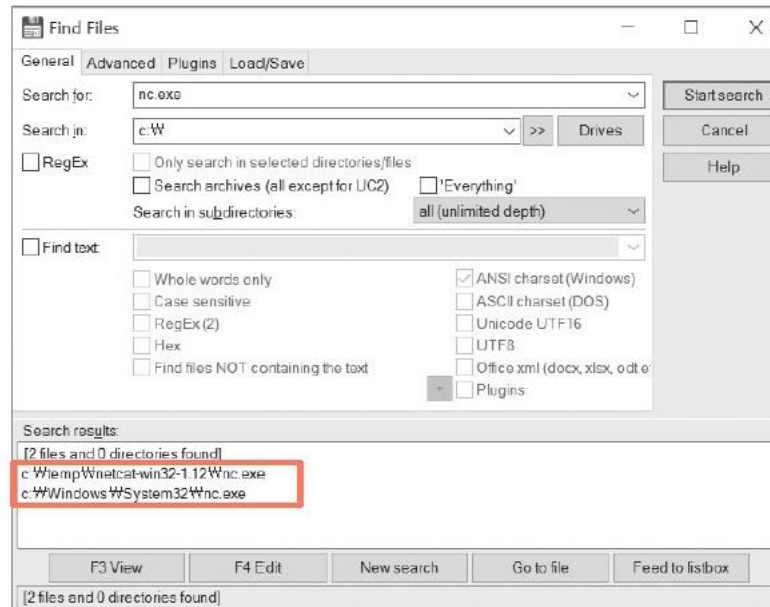 Find Files
General Advanced Plugins Load/Save
Search for: nc.exe Start search
Search in: c:₩ >> Drives Cancel
RegEx Only search in selected directories/files Help
Search archives (all except for UC2) 'Everything'
Search in subdirectories: all (unlimited depth)
Find text:
Whole words only ANSI charset (Windows)
Case sensitive ASCII charset (DOS)
RegEx (2) Unicode UTF16
Hex UTF8
Find files NOT containing the text Office xml (docx, xlsx, odt e
Plugins:
Search results:
[2 files and 0 directories found]
c:₩temp₩netcat-win32-1.12₩nc.exe
c:₩Windows₩System32₩nc.exe
F3 View F4 Edit New search Go to file Feed to listbox
[2 files and 0 directories found]